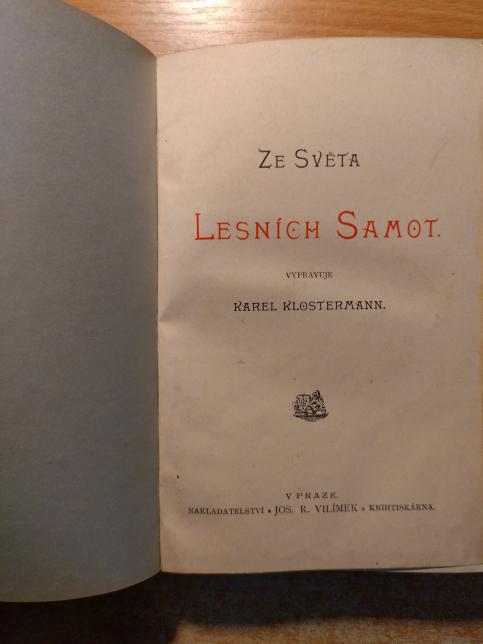 Ze Světa
Lesních Samot.
VYPRAVUJE
KAREL KLOSTERMANN.
V PRAZE.
NAKLADATELSTVÍ * JOS. R. VILÍMEK * KNIHTISKÁRNA.